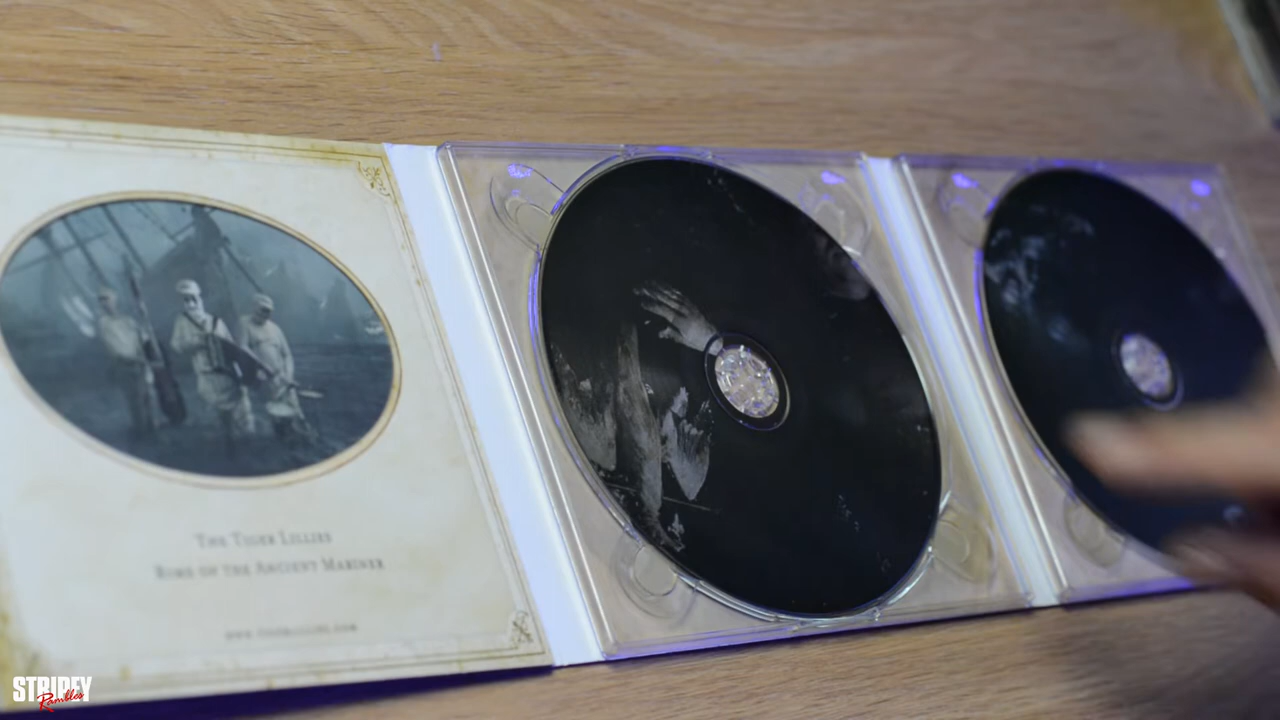 The Tiger Lillies
Rime of the Ancient Mariner
www.tigerlillies.com
STRIPEY
Rambles